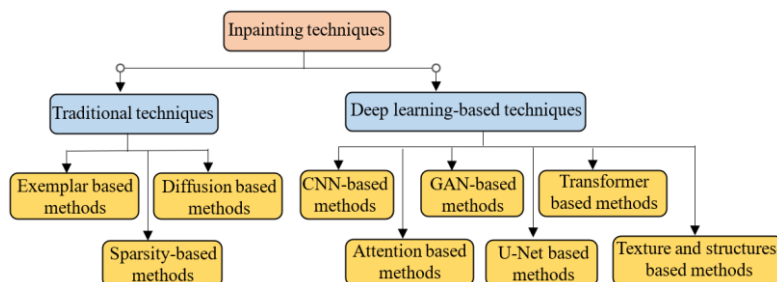 Inpainting techniques
Traditional techniques
Deep learning-based techniques
Exemplar based
methods
Diffusion based
methods
CNN-based
methods
GAN-based
methods
Transformer
based methods
Sparsity-based
methods
Attention based
methods
U-Net based
methods
Texture and structures
based methods